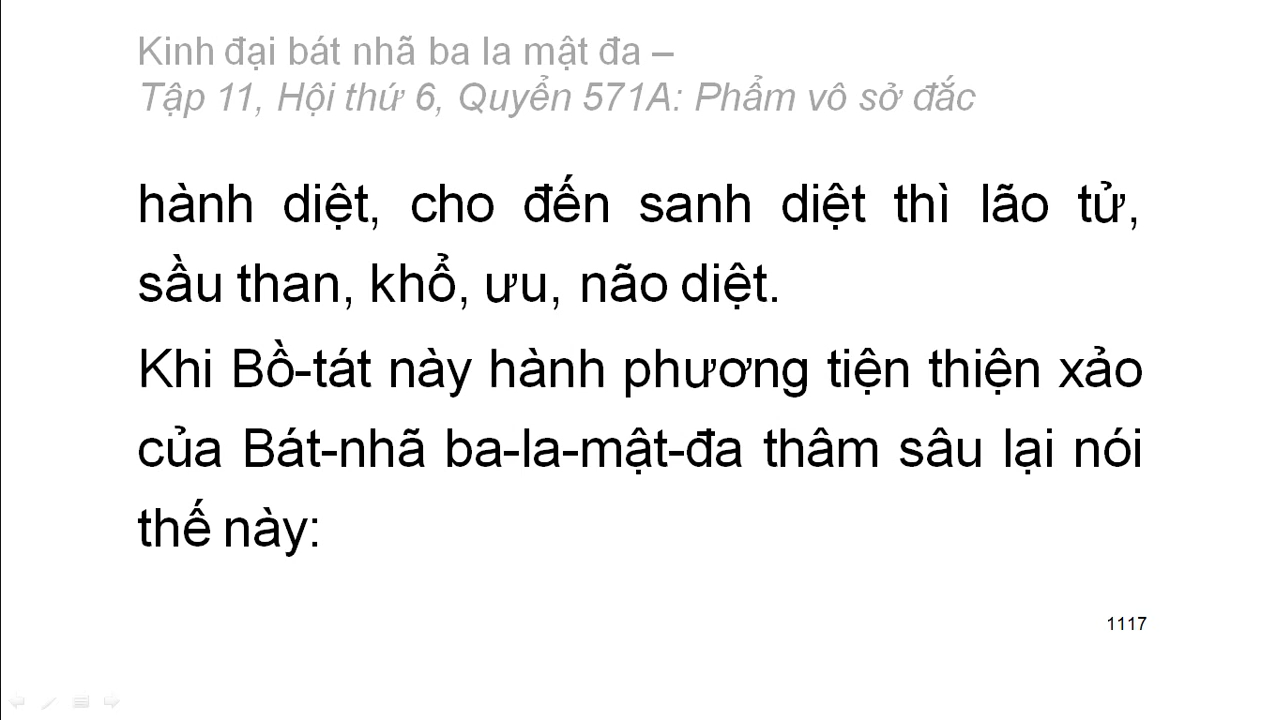 Kinh đại bát nhã ba la mật đa –
Tập 11, Hội thứ 6, Quyển 571A: Phẩm vô sở đắc
hành diệt, cho đến sanh diệt thì lão tử,
sầu than, khổ, ưu, não diệt.
Khi Bồ-tát này hành phương tiện thiện xảo
của Bát-nhã ba-la-mật-đa thâm sâu lại nói
thế này:
1117